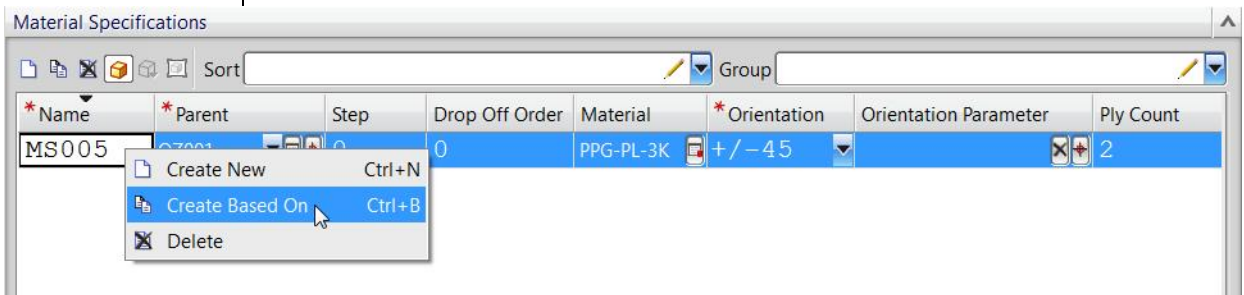 Material Specifications
Sort Group
*Name *Parent Step Drop Off Order Material *Orientation Orientation Parameter Ply Count
MS005 0 PPG-PL-3K +/-45 2
Create New Ctrl+N
Create Based On Ctrl+B
Delete